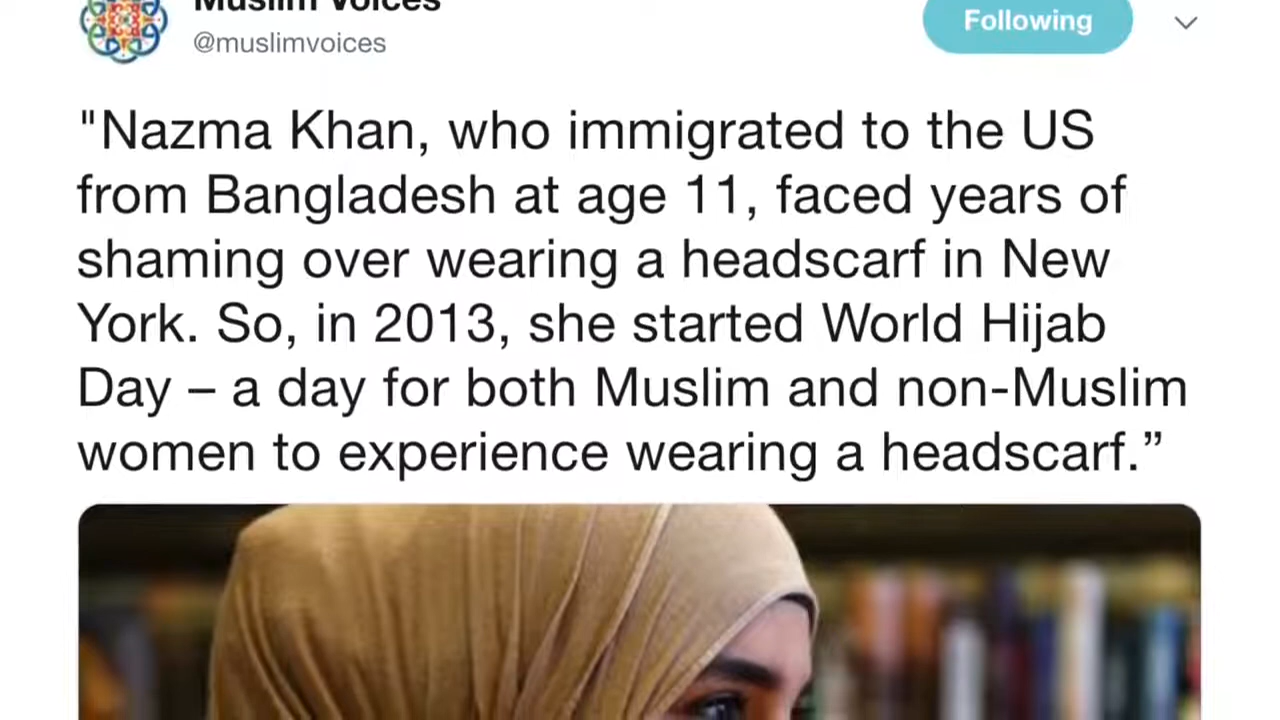 Muslim Voices
@muslimvoices
Following
"Nazma Khan, who immigrated to the US
from Bangladesh at age 11, faced years of
shaming over wearing a headscarf in New
York. So, in 2013, she started World Hijab
Day – a day for both Muslim and non-Muslim
women to experience wearing a headscarf.”